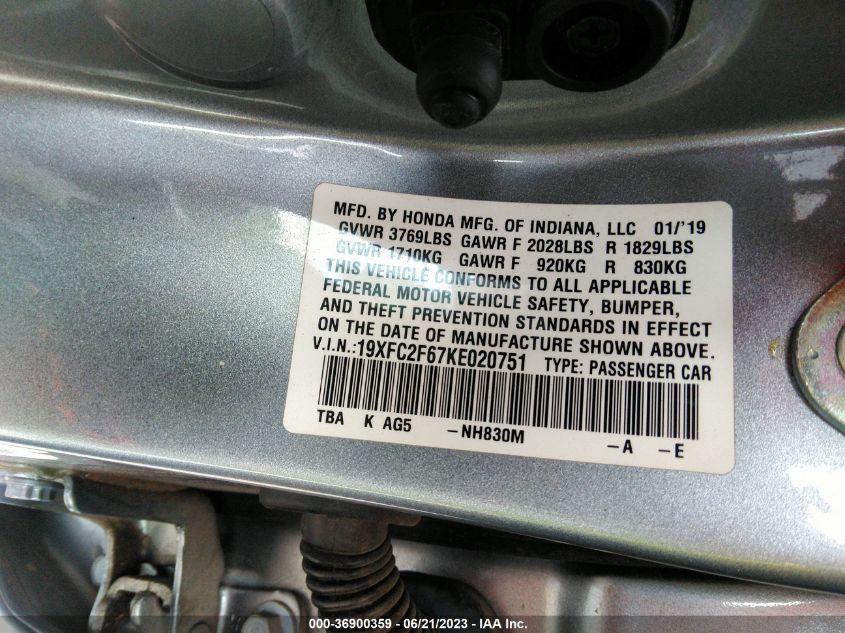 MFD. BY HONDA MFG. OF INDIANA, LLC 01/'19
GVWR 3769LBS GAWR F 2028LBS R 1829LBS
GVWR 1710KG GAWR F 920KG R 830KG
THIS VEHICLE CONFORMS TO ALL APPLICABLE
FEDERAL MOTOR VEHICLE SAFETY, BUMPER,
AND THEFT PREVENTION STANDARDS IN EFFECT
ON THE DATE OF MANUFACTURE SHOWN ABOVE.
V.I.N.:19XFC2F67KE020751 TYPE: PASSENGER CAR
TBA K AG5 -NH830M -A -E
000-36900359 - 06/21/2023 - IAA Inc.